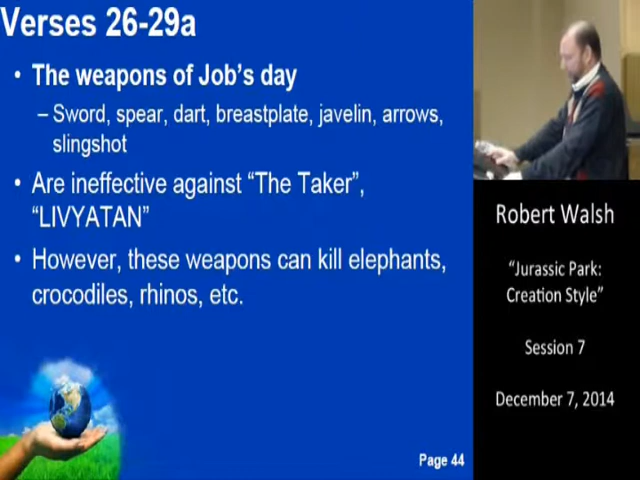 Verses 26-29a
• The weapons of Job's day
– Sword, spear, dart, breastplate, javelin, arrows,
slingshot
• Are ineffective against "The Taker",
"LIVYATAN"
• However, these weapons can kill elephants,
crocodiles, rhinos, etc.
Page 44
Robert Walsh
"Jurassic Park:
Creation Style"
Session 7
December 7, 2014